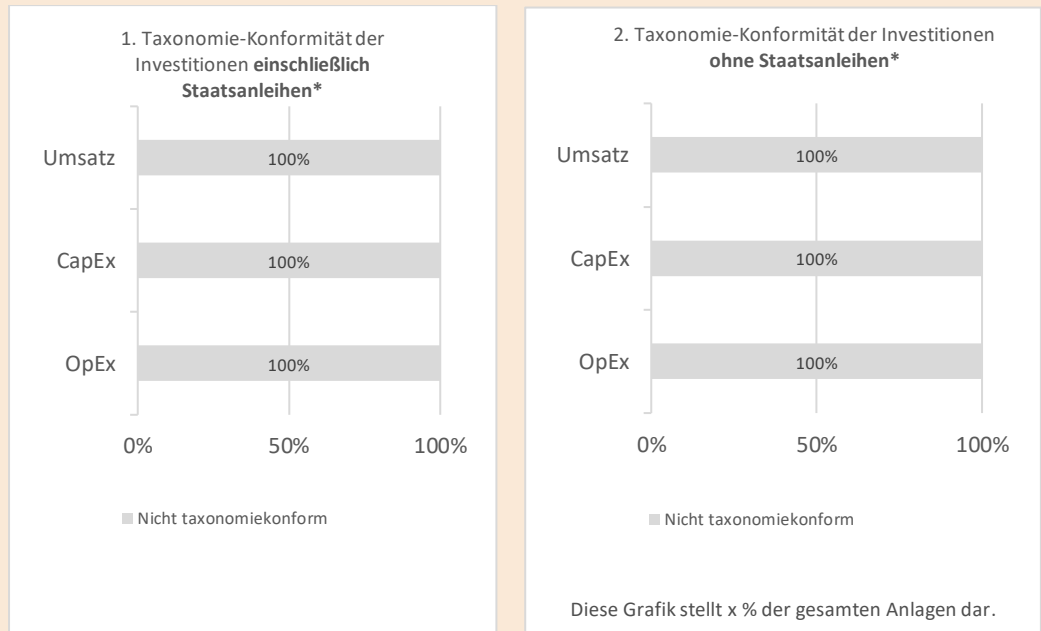 1. Taxonomie-Konformität der
Investitionen einschließlich
Staatsanleihen*
Umsatz
100%
CapEx
100%
OpEx
100%
0%
50%
100%
Nicht taxonomiekonform
2. Taxonomie-Konformität der Investitionen
ohne Staatsanleihen*
Umsatz
100%
CapEx
100%
OpEx
100%
0%
50%
100%
Nicht taxonomiekonform
Diese Grafik stellt x % der gesamten Anlagen dar.